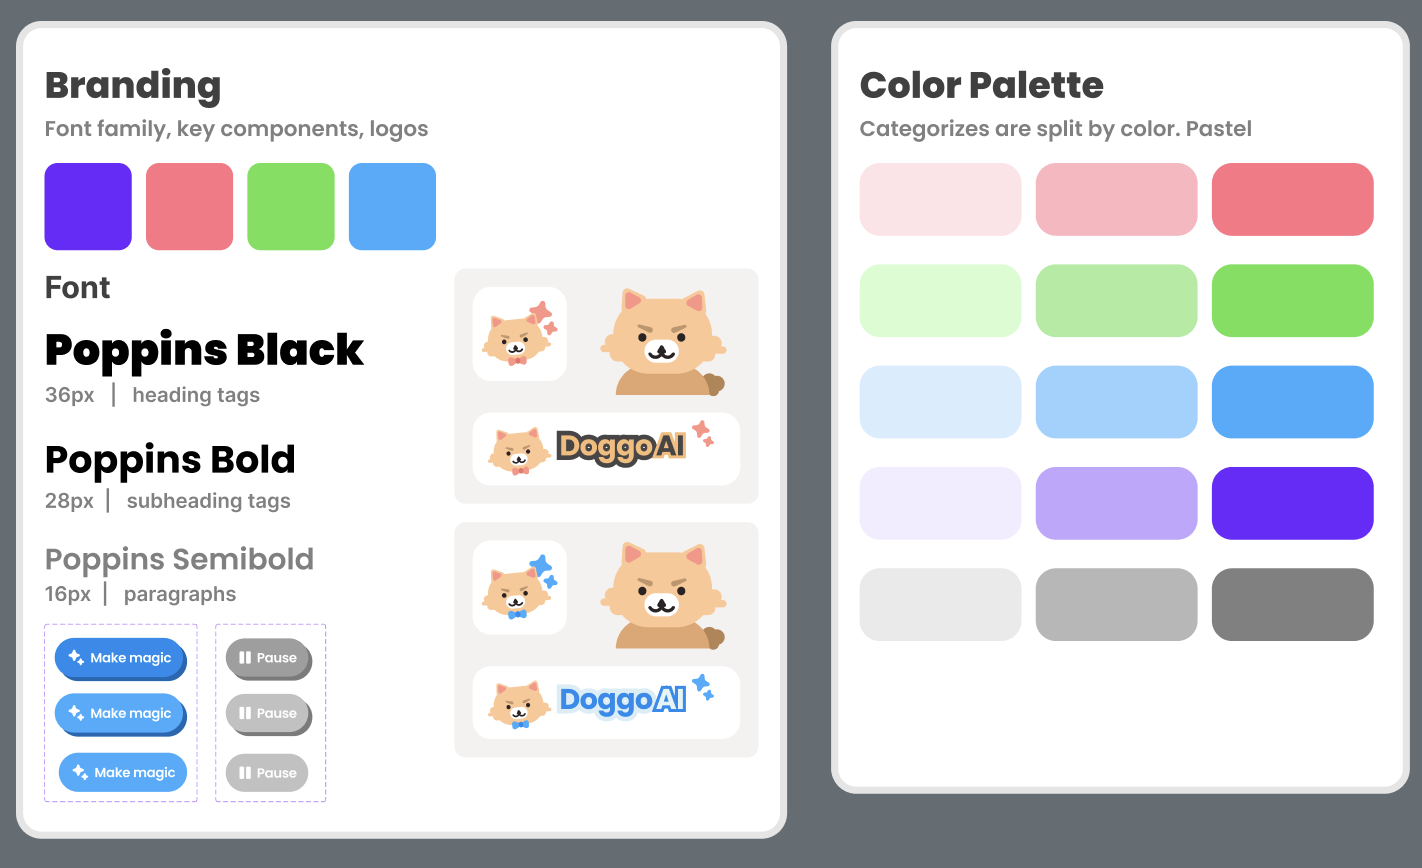 Branding
Font family, key components, logos
Font
Poppins Black
36px | heading tags
Poppins Bold
28px | subheading tags
Poppins Semibold
16px | paragraphs
Make magic
Pause
Make magic
Pause
Make magic
Pause
DoggoAI
DoggoAI
Color Palette
Categorizes are split by color. Pastel